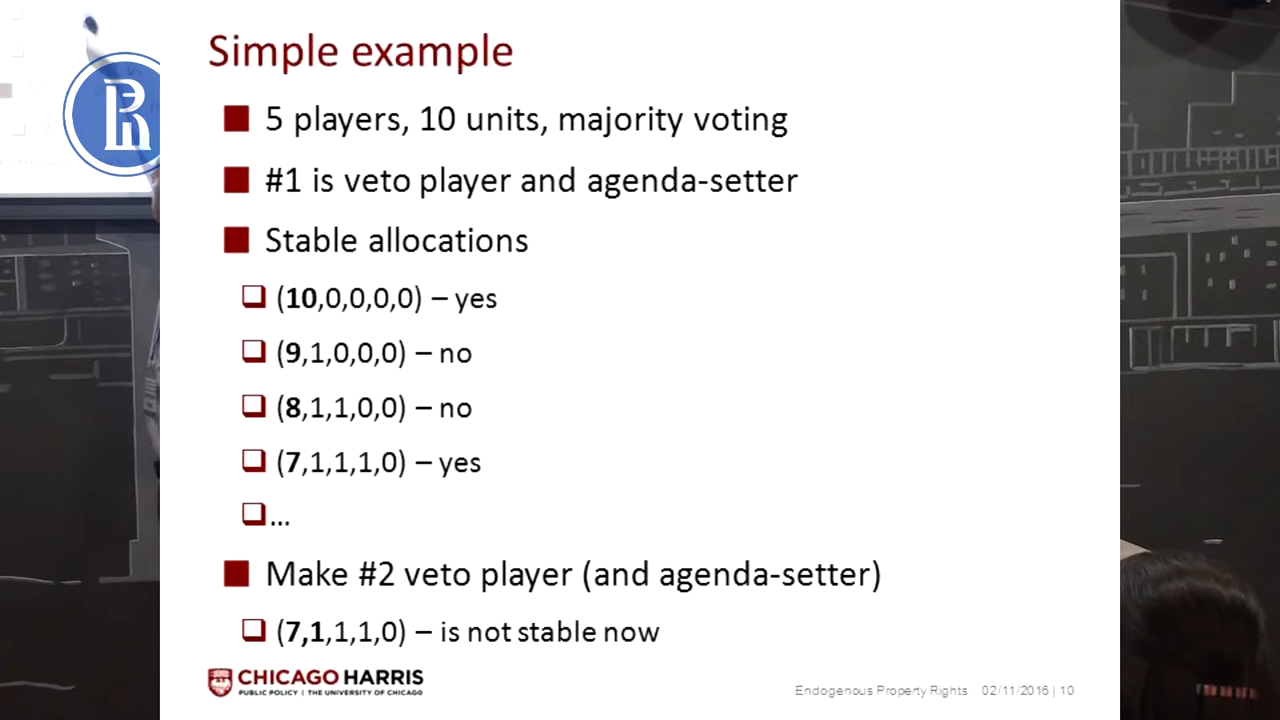 Simple example
5 players, 10 units, majority voting
#1 is veto player and agenda-setter
Stable allocations
(10,0,0,0,0) – yes
(9,1,0,0,0) – no
(8,1,1,0,0) – no
(7,1,1,1,0) – yes
...
Make #2 veto player (and agenda-setter)
(7,1,1,1,0) – is not stable now
CHICAGO HARRIS
PUBLIC POLICY | THE UNIVERSITY OF CHICAGO
Endogenous Property Rights 02/11/2016 | 10